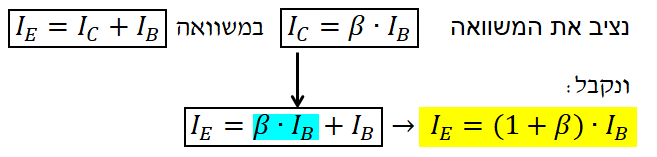 נציב את המשוואה I_C = β · I_B במשוואה I_E = I_C + I_B
ונקבל:
I_E = β · I_B + I_B → I_E = (1 + β) · I_B